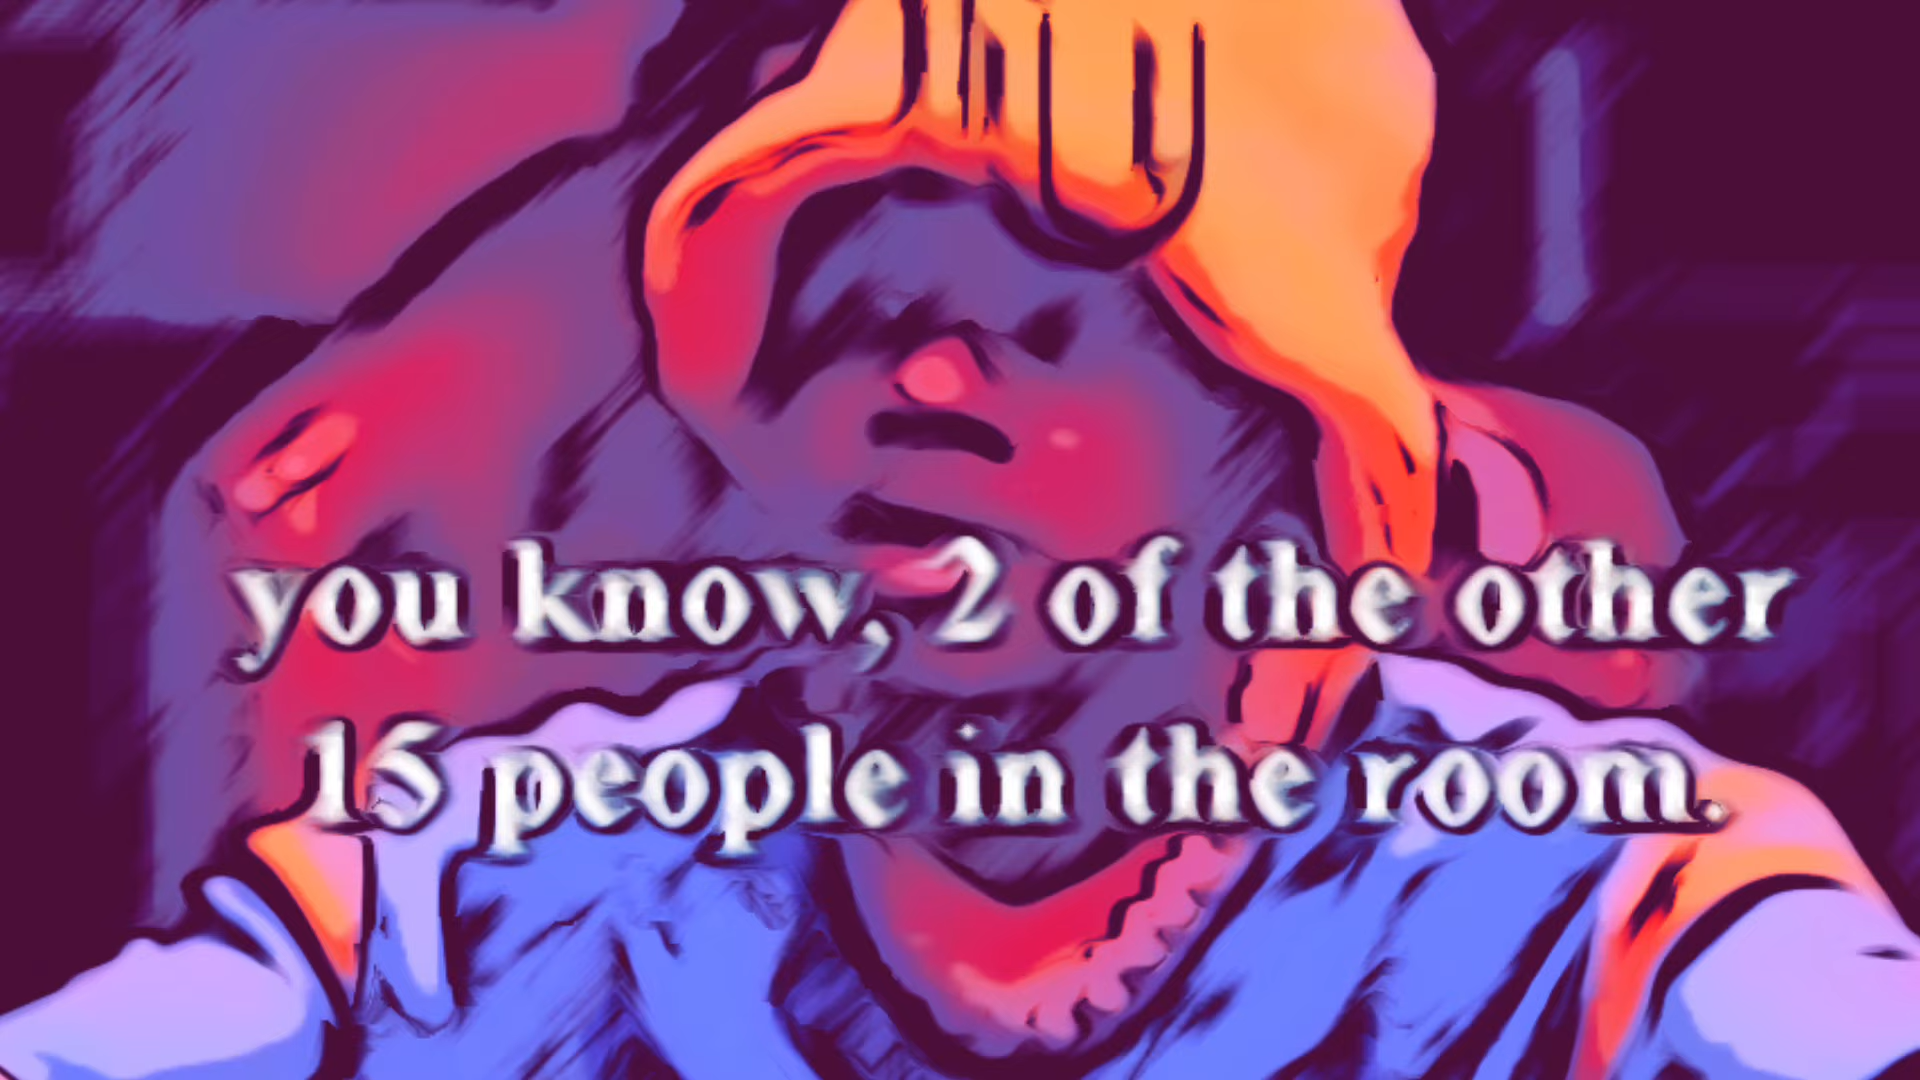 you know, 2 of the other
15 people in the room.